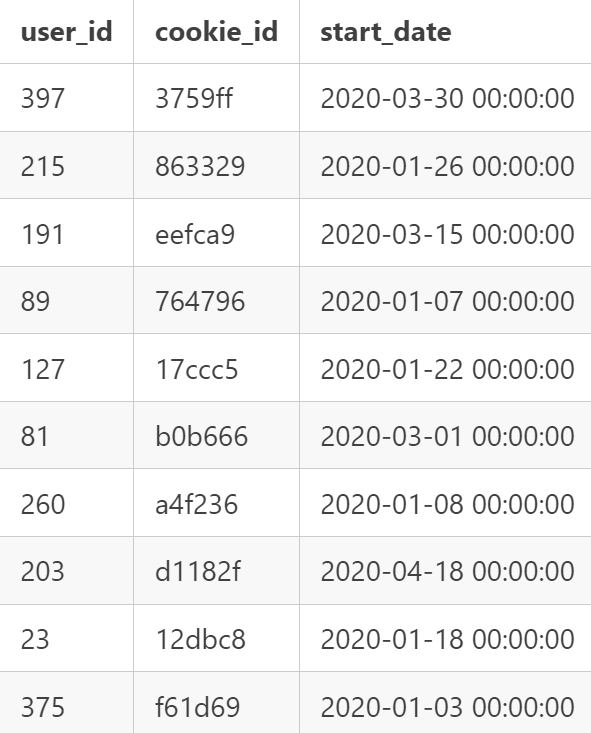 user_id cookie_id start_date
397 3759ff 2020-03-30 00:00:00
215 863329 2020-01-26 00:00:00
191 eefca9 2020-03-15 00:00:00
89 764796 2020-01-07 00:00:00
127 17ccc5 2020-01-22 00:00:00
81 b0b666 2020-03-01 00:00:00
260 a4f236 2020-01-08 00:00:00
203 d1182f 2020-04-18 00:00:00
23 12dbc8 2020-01-18 00:00:00
375 f61d69 2020-01-03 00:00:00